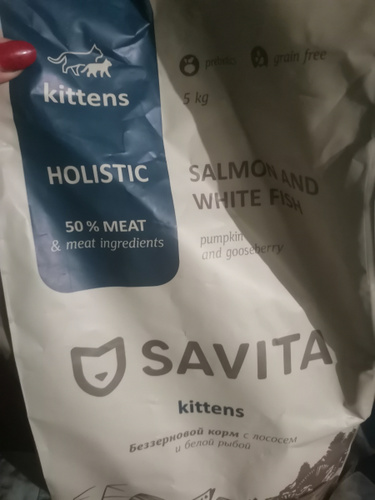 kittens
probiotic
grain free
5 kg
HOLISTIC
SALMON AND
WHITE FISH
50 % MEAT
& meat ingredients
pumpkin
and gooseberry
SAVITA
kittens
Беззерновой корм с лососем
и белой рыбой